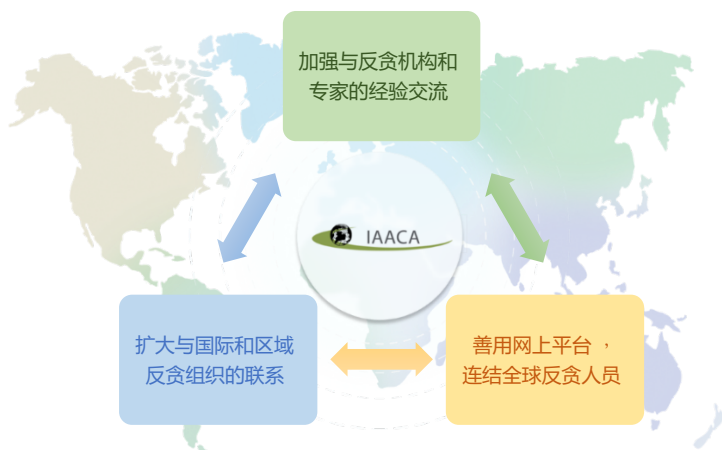 加强与反贪机构和
专家的经验交流
IAACA
扩大与国际和区域
反贪组织的联系
善用网上平台，
连结全球反贪人员